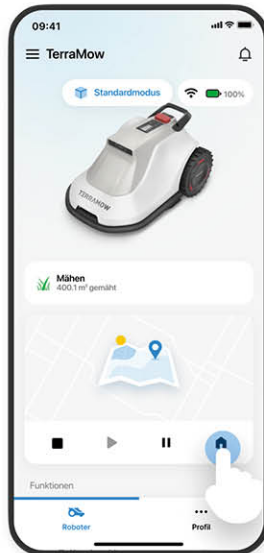 09:41
TerraMow
Standardmodus
100%
TERRAMOW
Mähen
400.1 m² gemäht
Funktionen
Roboter
Profil